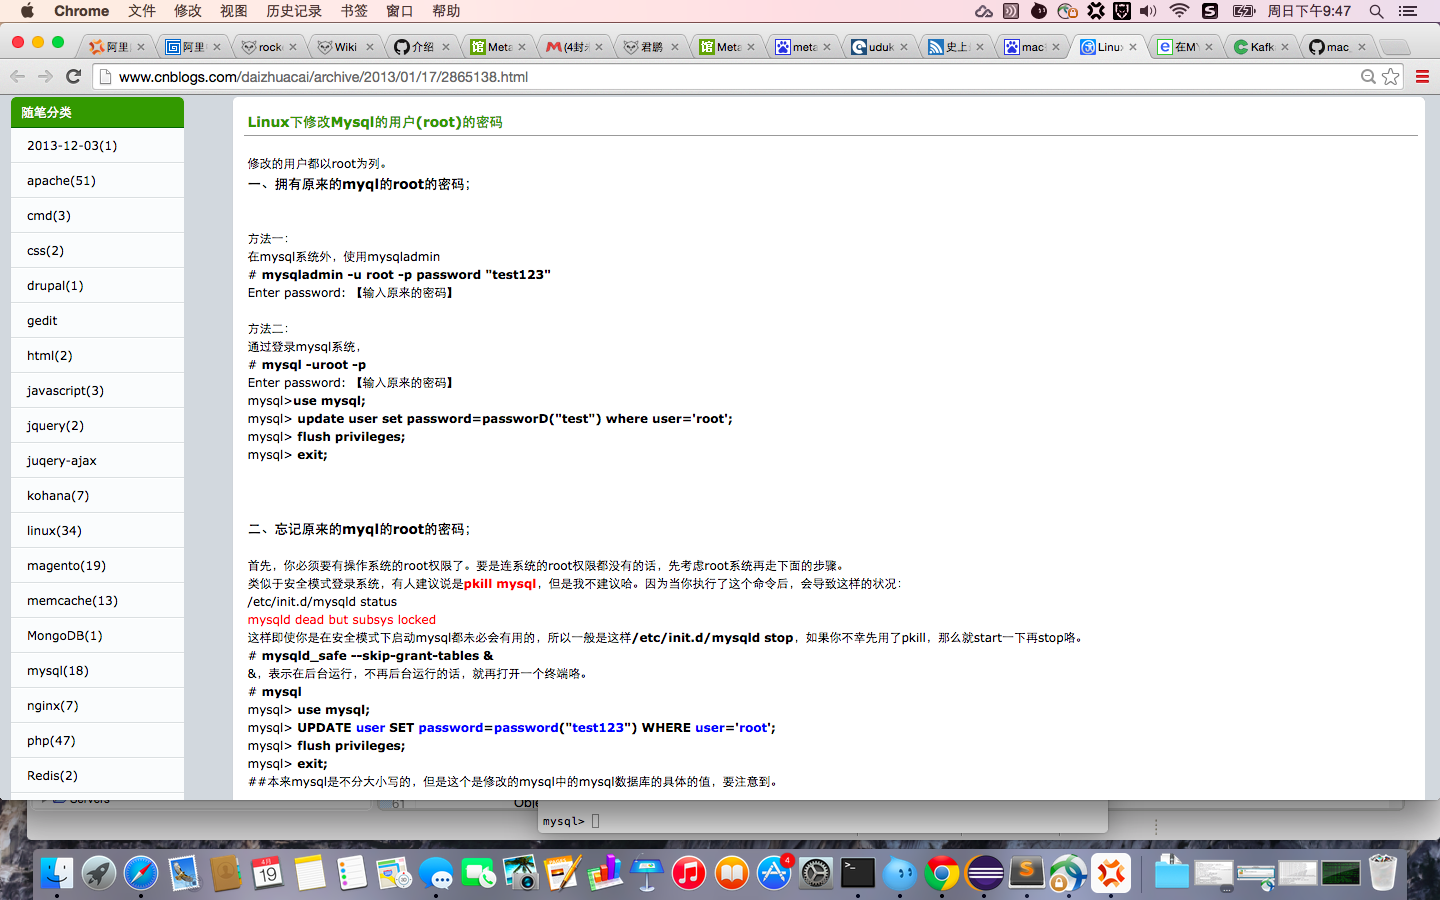 Chrome 文件 修改 视图 历史记录 书签 窗口 帮助 周日下午9:47
阿里 阿里 rock Wiki 介绍 Meta (4封 君鹏 Meta meta uduk 史上 mac Linux 在MY Kafk mac
www.cnblogs.com/daizhuacai/archive/2013/01/17/2865138.html
随笔分类
2013-12-03(1)
apache(51)
cmd(3)
css(2)
drupal(1)
gedit
html(2)
javascript(3)
jquery(2)
juqery-ajax
kohana(7)
linux(34)
magento(19)
memcache(13)
MongoDB(1)
mysql(18)
nginx(7)
php(47)
Redis(2)
Linux下修改Mysql的用户(root)的密码
修改的用户都以root为列。
一、拥有原来的myql的root的密码；
方法一：
在mysql系统外，使用mysqladmin
# mysqladmin -u root -p password "test123"
Enter password: 【输入原来的密码】
方法二：
通过登录mysql系统，
# mysql -uroot -p
Enter password: 【输入原来的密码】
mysql>use mysql;
mysql> update user set password=passworD("test") where user='root';
mysql> flush privileges;
mysql> exit;
二、忘记原来的myql的root的密码；
首先，你必须要有操作系统的root权限了。要是连系统的root权限都没有的话，先考虑root系统再走下面的步骤。
类似于安全模式登录系统，有人建议说是pkill mysql，但是我不建议哈。因为当你执行了这个命令后，会导致这样的状况：
/etc/init.d/mysqld status
mysqld dead but subsys locked
这样即使你是在安全模式下启动mysql都未必会有用的，所以一般是这样/etc/init.d/mysqld stop，如果你不幸先用了pkill，那么就start一下再stop咯。
# mysqld_safe --skip-grant-tables &
&，表示在后台运行，不再后台运行的话，就再打开一个终端咯。
# mysql
mysql> use mysql;
mysql> UPDATE user SET password=password("test123") WHERE user='root';
mysql> flush privileges;
mysql> exit;
##本来mysql是不分大小写的，但是这个是修改的mysql中的mysql数据库的具体的值，要注意到。
Servers 61 Obje
mysql>
4月
19
4